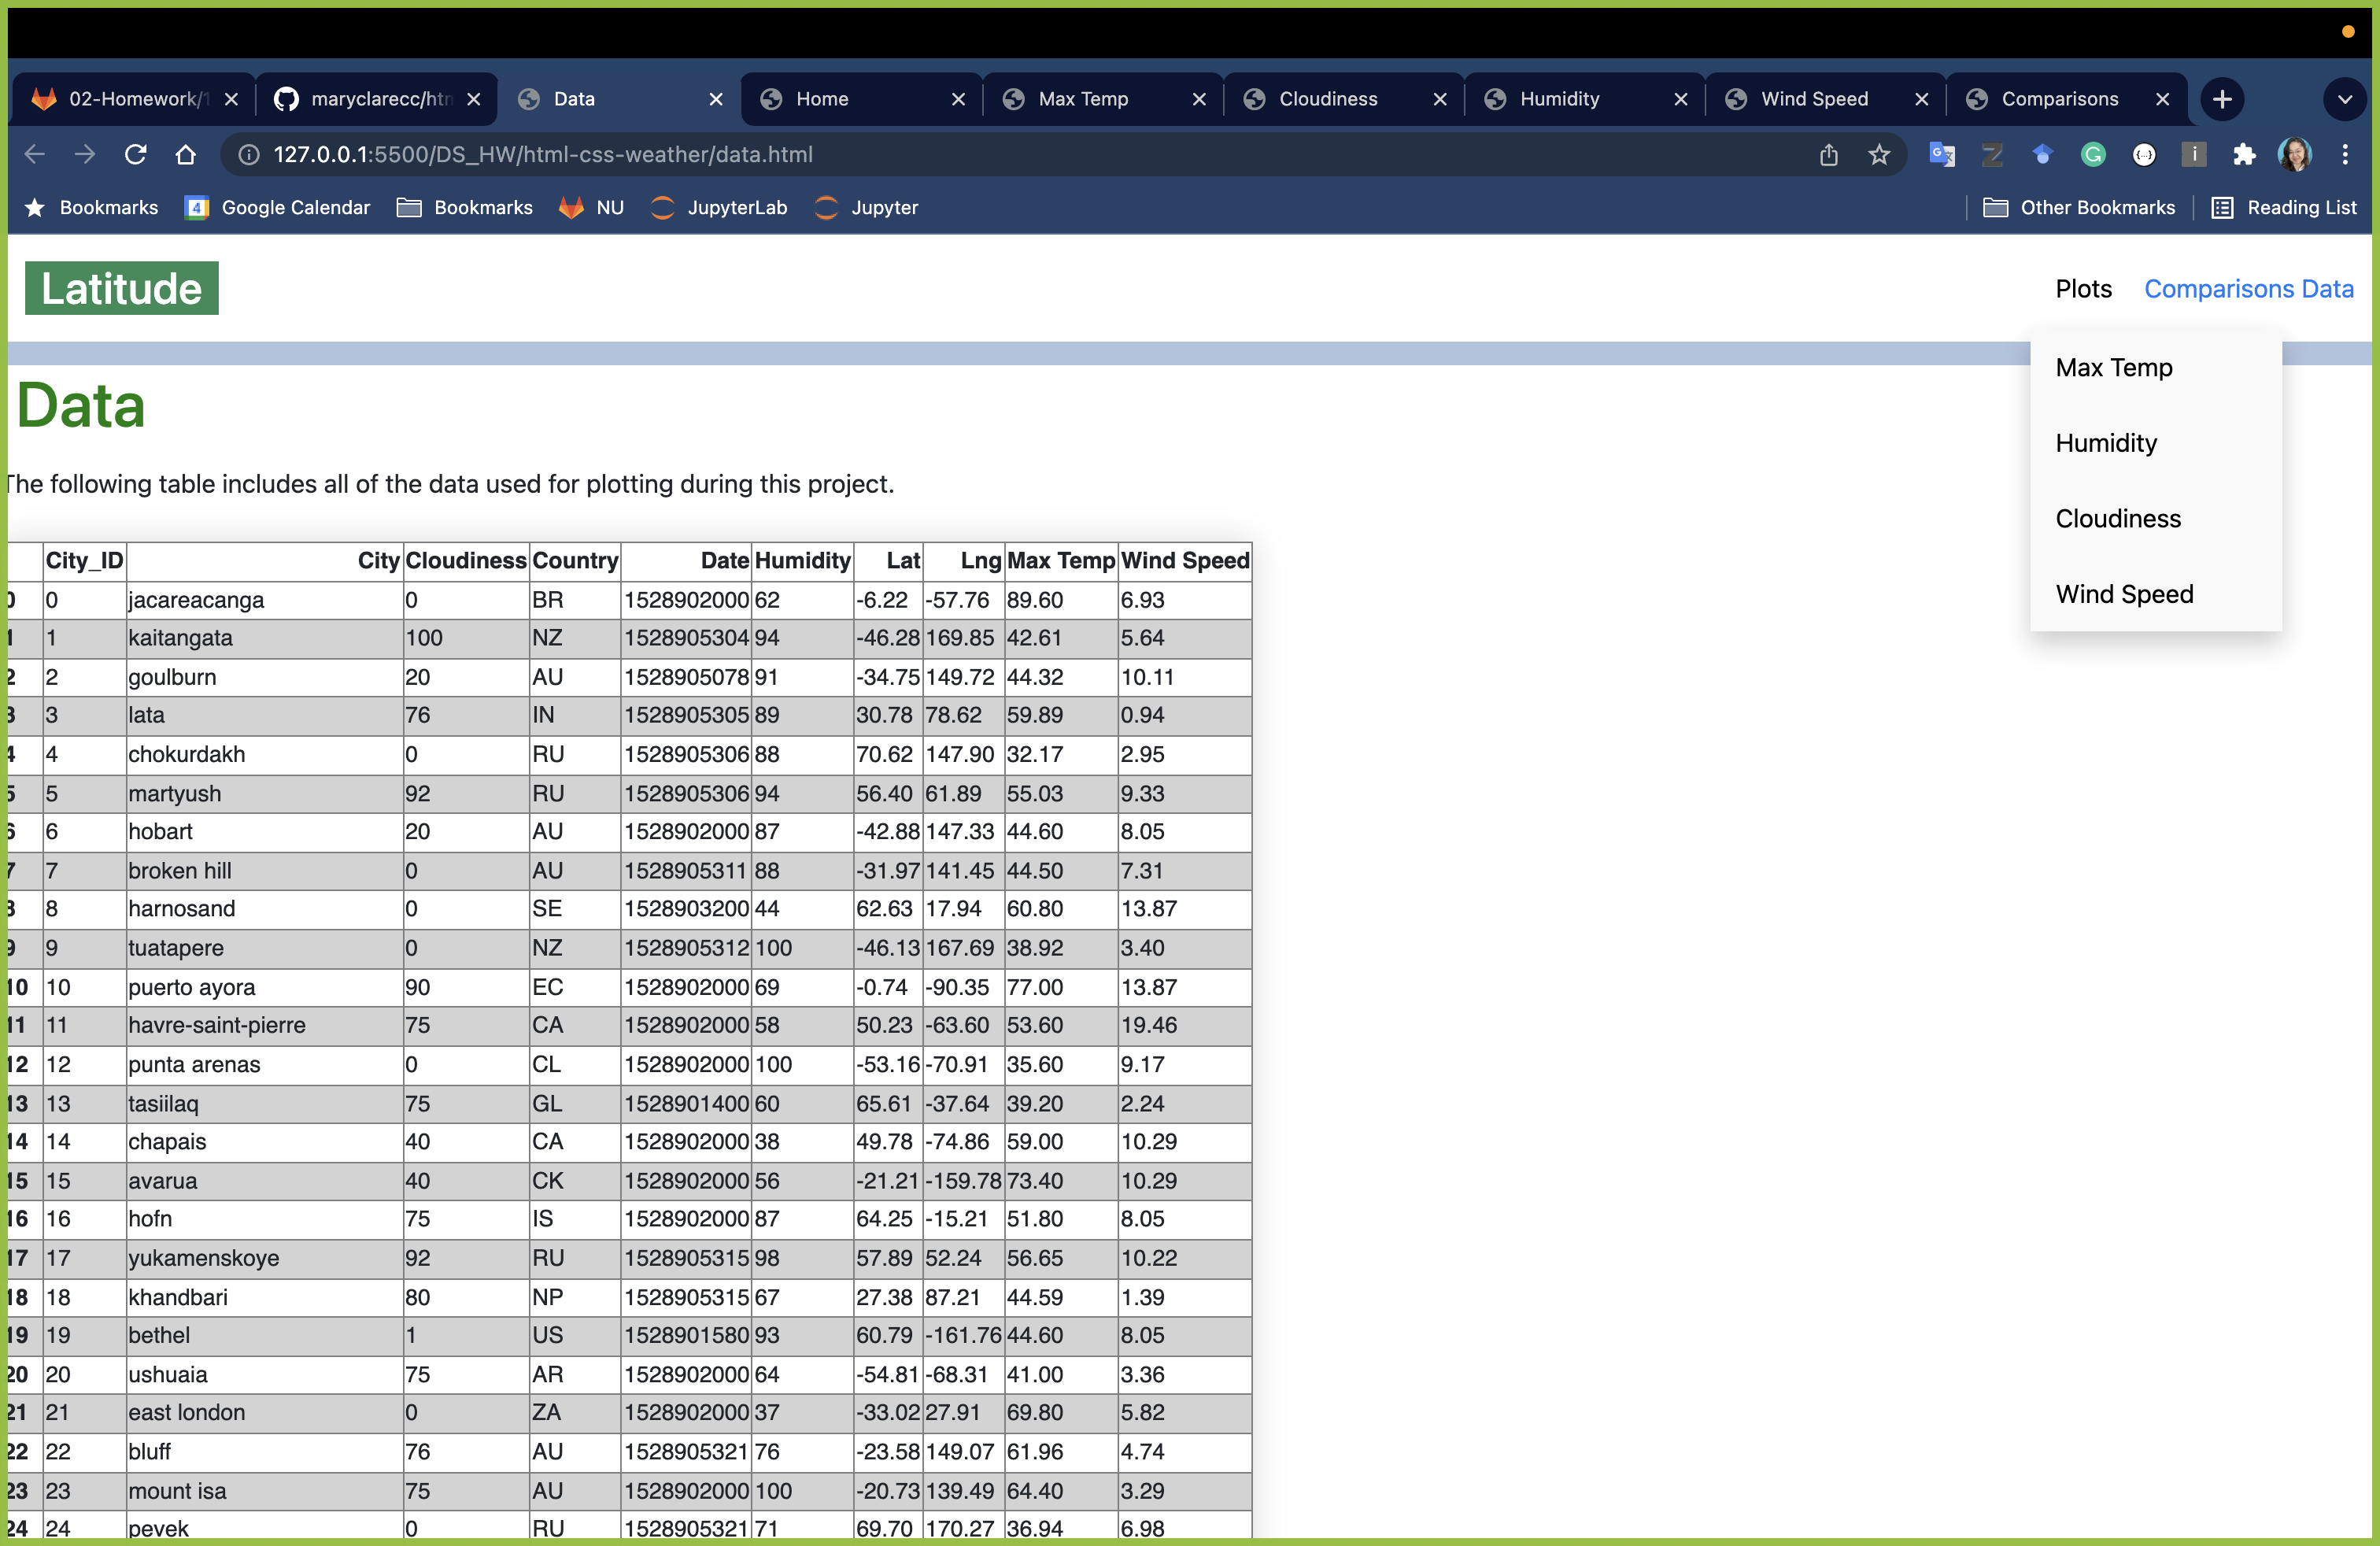 02-Homework/1 maryclarecc/htm Data Home Max Temp Cloudiness Humidity Wind Speed Comparisons
127.0.0.1:5500/DS_HW/html-css-weather/data.html
Bookmarks 4 Google Calendar Bookmarks NU JupyterLab Jupyter Other Bookmarks Reading List
Latitude Plots Comparisons Data
Max Temp
Humidity
Cloudiness
Wind Speed
Data
The following table includes all of the data used for plotting during this project.
City_ID City Cloudiness Country Date Humidity Lat Lng Max Temp Wind Speed
0 0 jacareacanga 0 BR 1528902000 62 -6.22 -57.76 89.60 6.93
1 1 kaitangata 100 NZ 1528905304 94 -46.28 169.85 42.61 5.64
2 2 goulburn 20 AU 1528905078 91 -34.75 149.72 44.32 10.11
3 3 lata 76 IN 1528905305 89 30.78 78.62 59.89 0.94
4 4 chokurdakh 0 RU 1528905306 88 70.62 147.90 32.17 2.95
5 5 martyush 92 RU 1528905306 94 56.40 61.89 55.03 9.33
6 6 hobart 20 AU 1528902000 87 -42.88 147.33 44.60 8.05
7 7 broken hill 0 AU 1528905311 88 -31.97 141.45 44.50 7.31
8 8 harnosand 0 SE 1528903200 44 62.63 17.94 60.80 13.87
9 9 tuatapere 0 NZ 1528905312 100 -46.13 167.69 38.92 3.40
10 10 puerto ayora 90 EC 1528902000 69 -0.74 -90.35 77.00 13.87
11 11 havre-saint-pierre 75 CA 1528902000 58 50.23 -63.60 53.60 19.46
12 12 punta arenas 0 CL 1528902000 100 -53.16 -70.91 35.60 9.17
13 13 tasiilaq 75 GL 1528901400 60 65.61 -37.64 39.20 2.24
14 14 chapais 40 CA 1528902000 38 49.78 -74.86 59.00 10.29
15 15 avarua 40 CK 1528902000 56 -21.21 -159.78 73.40 10.29
16 16 hofn 75 IS 1528902000 87 64.25 -15.21 51.80 8.05
17 17 yukamenskoye 92 RU 1528905315 98 57.89 52.24 56.65 10.22
18 18 khandbari 80 NP 1528905315 67 27.38 87.21 44.59 1.39
19 19 bethel 1 US 1528901580 93 60.79 -161.76 44.60 8.05
20 20 ushuaia 75 AR 1528902000 64 -54.81 -68.31 41.00 3.36
21 21 east london 0 ZA 1528902000 37 -33.02 27.91 69.80 5.82
22 22 bluff 76 AU 1528905321 76 -23.58 149.07 61.96 4.74
23 23 mount isa 75 AU 1528902000 100 -20.73 139.49 64.40 3.29
24 24 pevek 0 RU 1528905321 71 69.70 170.27 36.94 6.98